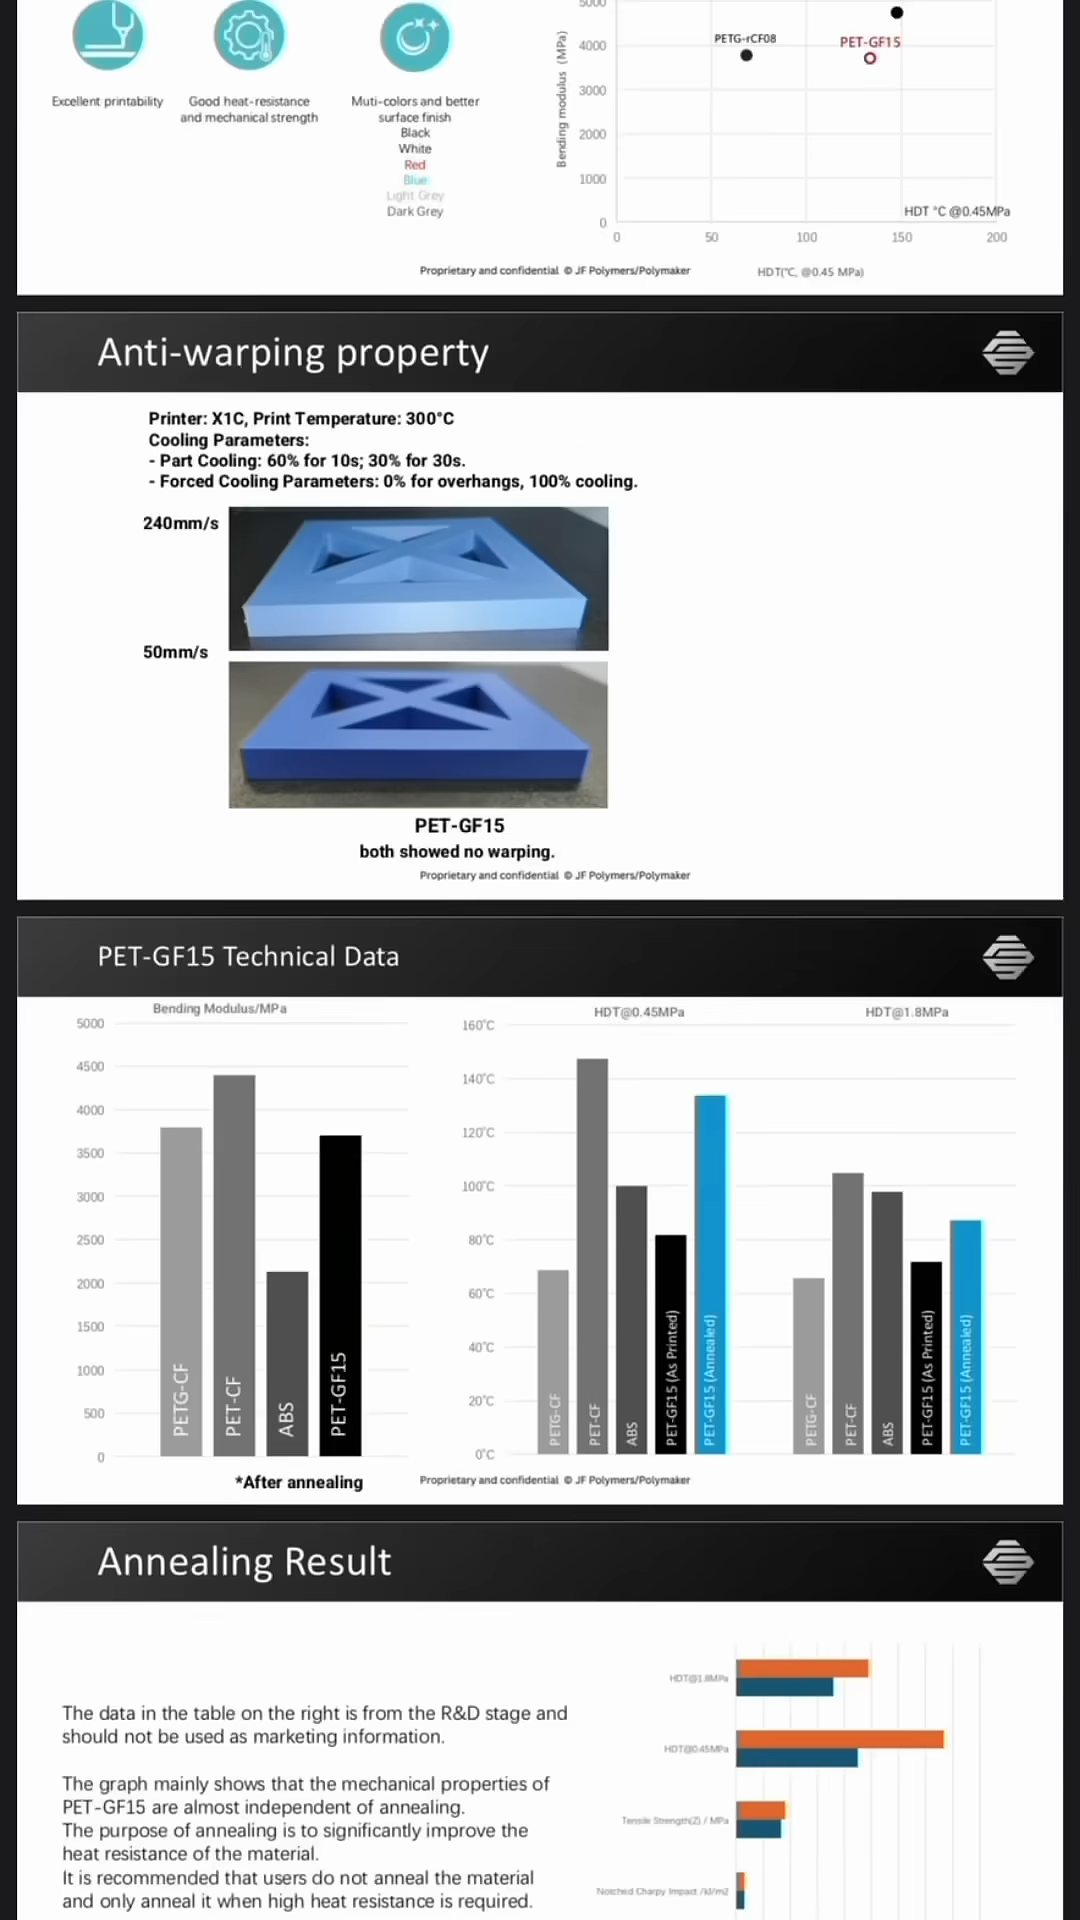 Excellent printability
Good heat-resistance
and mechanical strength
Muti-colors and better
surface finish
Black
White
Red
Blue
Light Grey
Dark Grey
Bending modulus (MPa)
5000
4000
3000
2000
1000
0
PETG-rCF08
PET-GF15
HDT °C @0.45MPa
0
50
100
150
200
HDT(°C, @0.45 MPa)
Proprietary and confidential © JF Polymers/Polymaker
Anti-warping property
Printer: X1C, Print Temperature: 300°C
Cooling Parameters:
- Part Cooling: 60% for 10s; 30% for 30s.
- Forced Cooling Parameters: 0% for overhangs, 100% cooling.
240mm/s
50mm/s
PET-GF15
both showed no warping.
Proprietary and confidential © JF Polymers/Polymaker
PET-GF15 Technical Data
Bending Modulus/MPa
5000
4500
4000
3500
3000
2500
2000
1500
1000
500
0
PETG-CF
PET-CF
ABS
PET-GF15
*After annealing
HDT@0.45MPa
HDT@1.8MPa
160°C
140°C
120°C
100°C
80°C
60°C
40°C
20°C
0°C
PETG-CF
PET-CF
ABS
PET-GF15 (As Printed)
PET-GF15 (Annealed)
PETG-CF
PET-CF
ABS
PET-GF15 (As Printed)
PET-GF15 (Annealed)
Proprietary and confidential © JF Polymers/Polymaker
Annealing Result
The data in the table on the right is from the R&D stage and
should not be used as marketing information.
The graph mainly shows that the mechanical properties of
PET-GF15 are almost independent of annealing.
The purpose of annealing is to significantly improve the
heat resistance of the material.
It is recommended that users do not anneal the material
and only anneal it when high heat resistance is required.
HDT@1.8MPa
HDT@0.45MPa
Tensile Strength(Z) / MPa
Notched Charpy Impact /kJ/m2